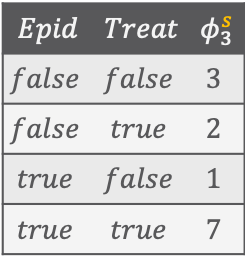 Epid Treat ϕ₃ˢ
false false 3
false true 2
true false 1
true true 7